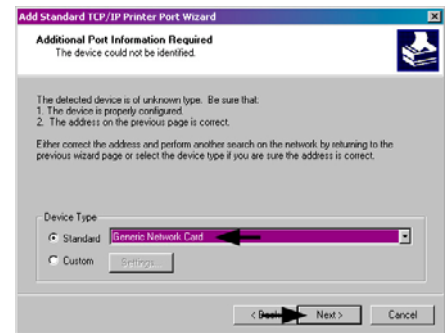 Add Standard TCP/IP Printer Port Wizard
Additional Port Information Required
The device could not be identified.
The detected device is of unknown type. Be sure that:
1. The device is properly configured.
2. The address on the previous page is correct.
Either correct the address and perform another search on the network by returning to the
previous wizard page or select the device type if you are sure the address is correct.
Device Type
Standard Generic Network Card
Custom Settings...
< Back Next > Cancel